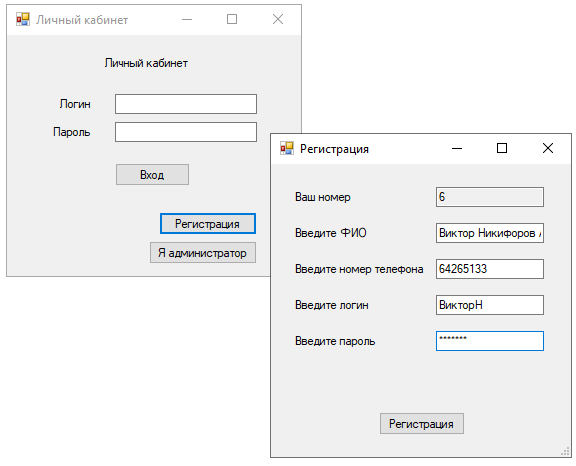 Личный кабинет
Личный кабинет
Логин
Пароль
Вход
Регистрация
Я администратор
Регистрация
Ваш номер 6
Введите ФИО Виктор Никифоров
Введите номер телефона 64265133
Введите логин ВикторН
Введите пароль *******
Регистрация